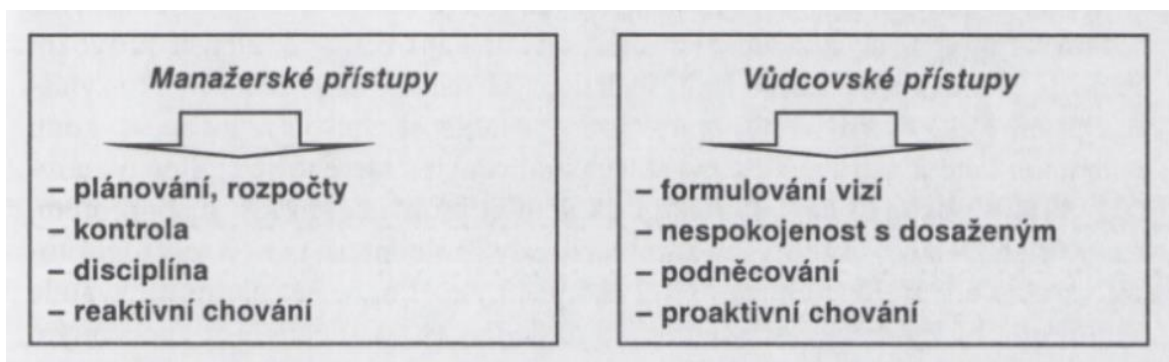 Manažerské přístupy
– plánování, rozpočty
– kontrola
– disciplína
– reaktivní chování
Vůdcovské přístupy
– formulování vizí
– nespokojenost s dosaženým
– podněcování
– proaktivní chování